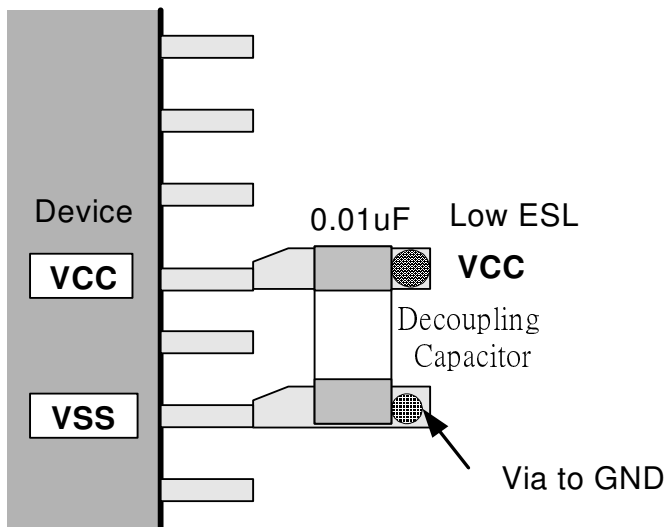 Device
0.01uF
Low ESL
VCC
VCC
Decoupling
Capacitor
VSS
Via to GND